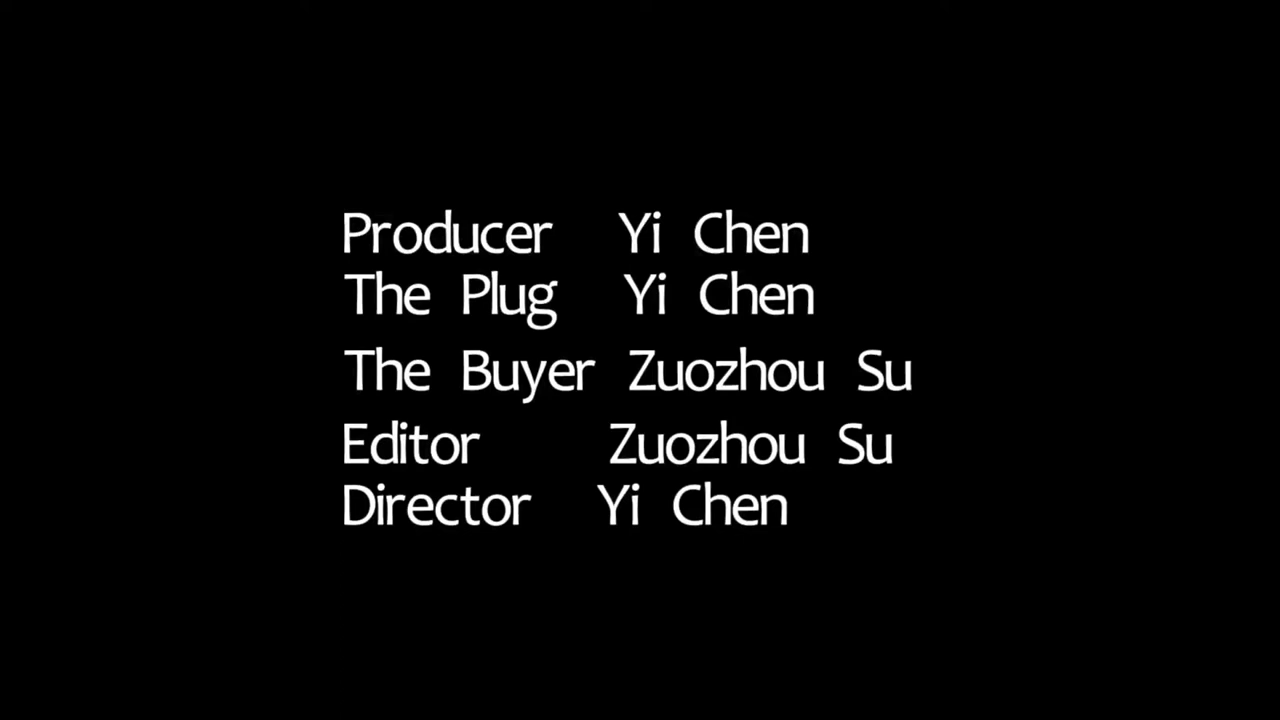 Producer Yi Chen
The Plug Yi Chen
The Buyer Zuozhou Su
Editor Zuozhou Su
Director Yi Chen